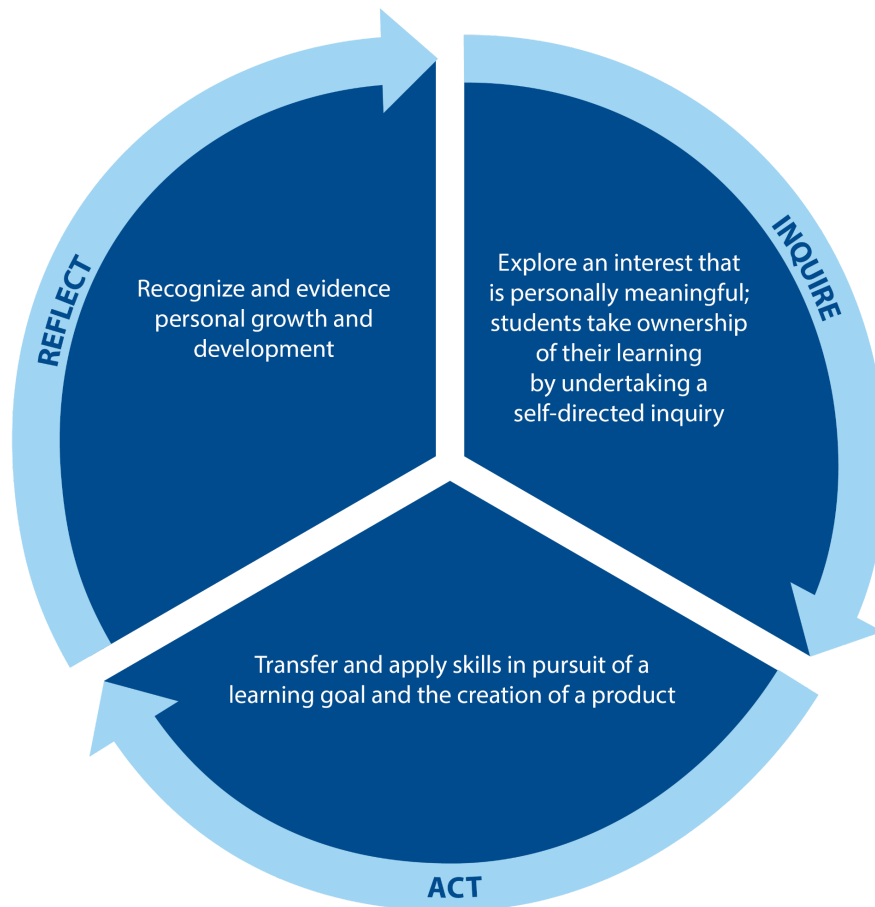 INQUIRE
Explore an interest that
is personally meaningful;
students take ownership
of their learning
by undertaking a
self-directed inquiry
ACT
Transfer and apply skills in pursuit of a
learning goal and the creation of a product
REFLECT
Recognize and evidence
personal growth and
development